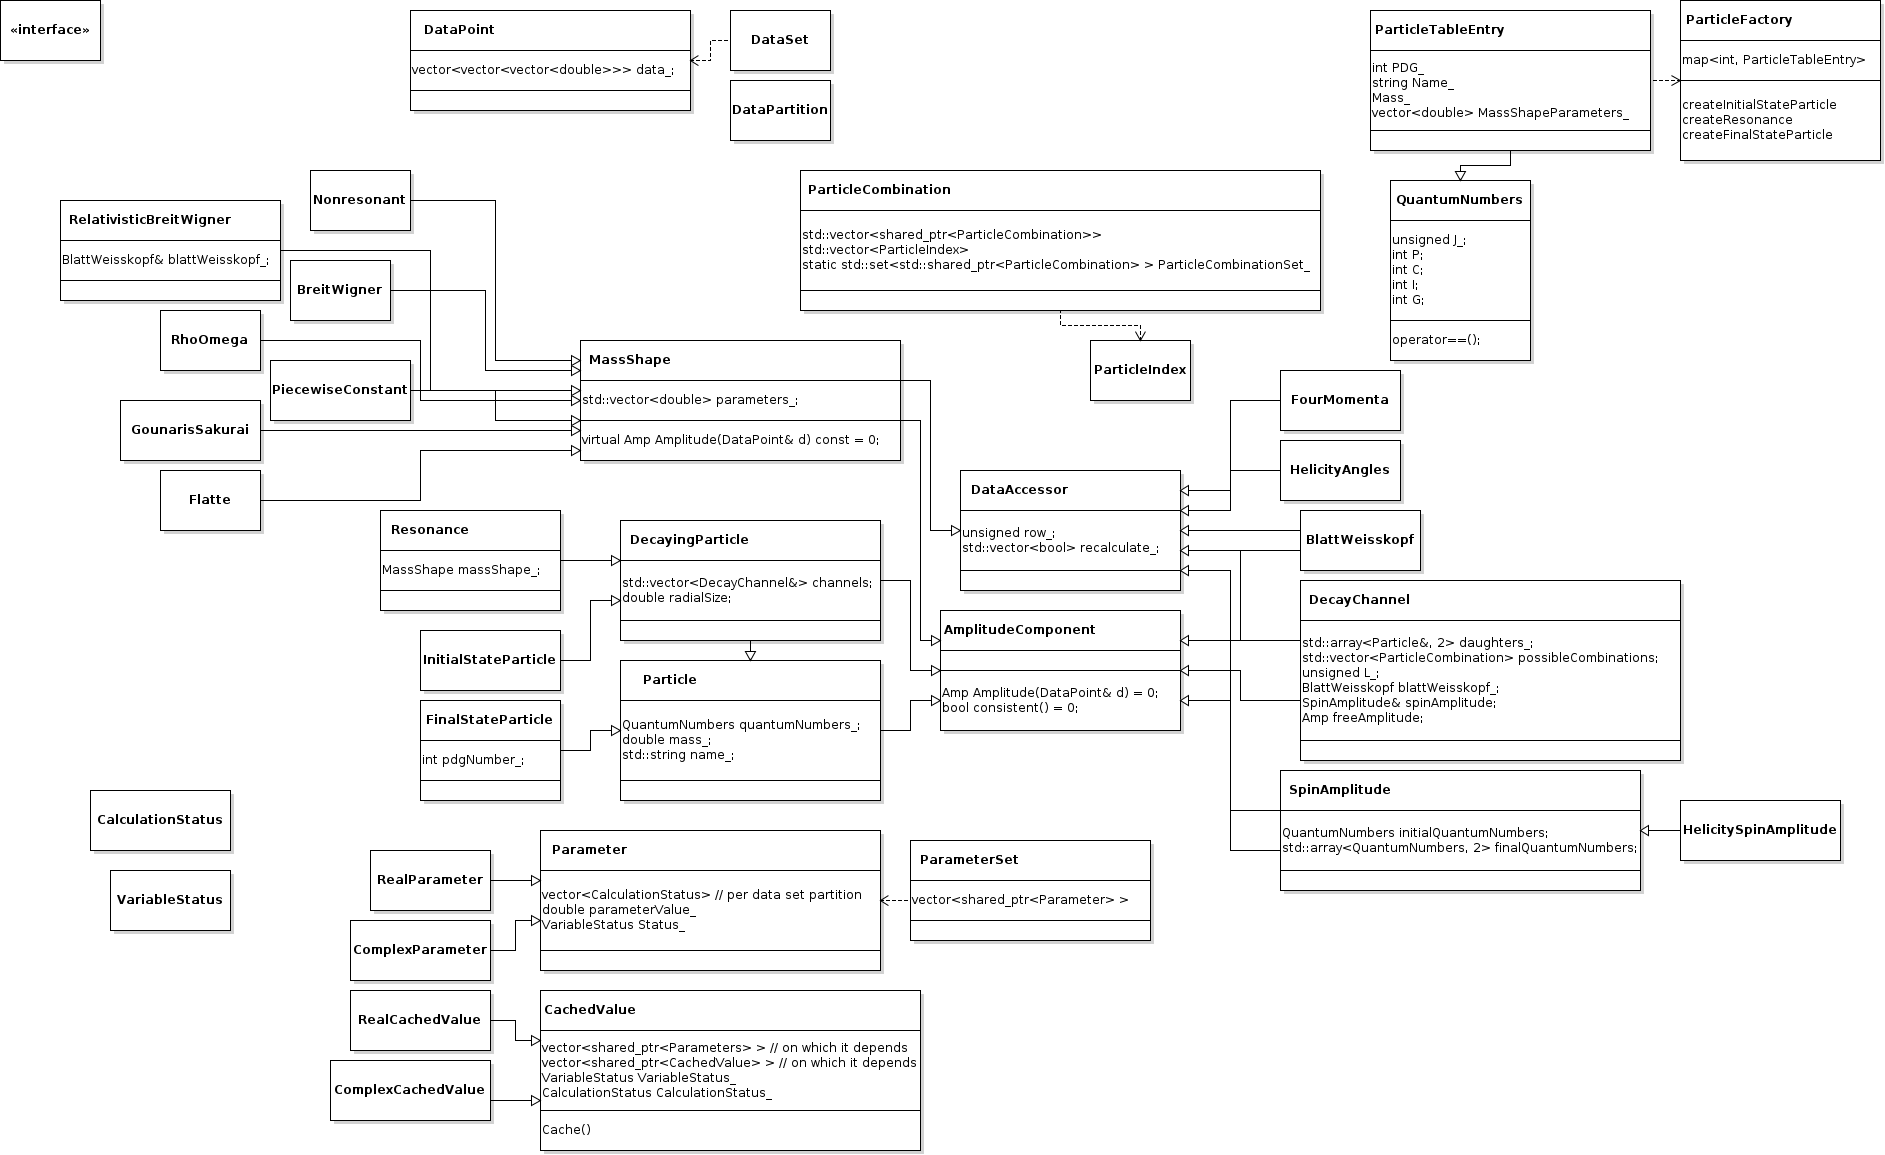 «interface»
DataPoint
vector<vector<vector<double>>> data_;
DataSet
DataPartition
ParticleTableEntry
int PDG_
string Name_
Mass_
vector<double> MassShapeParameters_
ParticleFactory
map<int, ParticleTableEntry>
createInitialStateParticle
createResonance
createFinalStateParticle
Nonresonant
RelativisticBreitWigner
BlattWeisskopf& blattWeisskopf_;
BreitWigner
RhoOmega
PiecewiseConstant
GounarisSakurai
Flatte
ParticleCombination
std::vector<shared_ptr<ParticleCombination>>
std::vector<ParticleIndex>
static std::set<std::shared_ptr<ParticleCombination> > ParticleCombinationSet_
ParticleIndex
QuantumNumbers
unsigned J_;
int P;
int C;
int I;
int G;
operator==();
MassShape
std::vector<double> parameters_;
virtual Amp Amplitude(DataPoint& d) const = 0;
FourMomenta
HelicityAngles
BlattWeisskopf
DataAccessor
unsigned row_;
std::vector<bool> recalculate_;
Resonance
MassShape massShape_;
DecayingParticle
std::vector<DecayChannel&> channels;
double radialSize;
InitialStateParticle
FinalStateParticle
int pdgNumber_;
Particle
QuantumNumbers quantumNumbers_;
double mass_;
std::string name_;
AmplitudeComponent
Amp Amplitude(DataPoint& d) = 0;
bool consistent() = 0;
DecayChannel
std::array<Particle&, 2> daughters_;
std::vector<ParticleCombination> possibleCombinations;
unsigned L_;
BlattWeisskopf blattWeisskopf_;
SpinAmplitude& spinAmplitude;
Amp freeAmplitude;
SpinAmplitude
QuantumNumbers initialQuantumNumbers;
std::array<QuantumNumbers, 2> finalQuantumNumbers;
HelicitySpinAmplitude
CalculationStatus
VariableStatus
RealParameter
ComplexParameter
Parameter
vector<CalculationStatus> // per data set partition
double parameterValue_
VariableStatus Status_
ParameterSet
vector<shared_ptr<Parameter> >
RealCachedValue
ComplexCachedValue
CachedValue
vector<shared_ptr<Parameters> > // on which it depends
vector<shared_ptr<CachedValue> > // on which it depends
VariableStatus VariableStatus_
CalculationStatus CalculationStatus_
Cache()